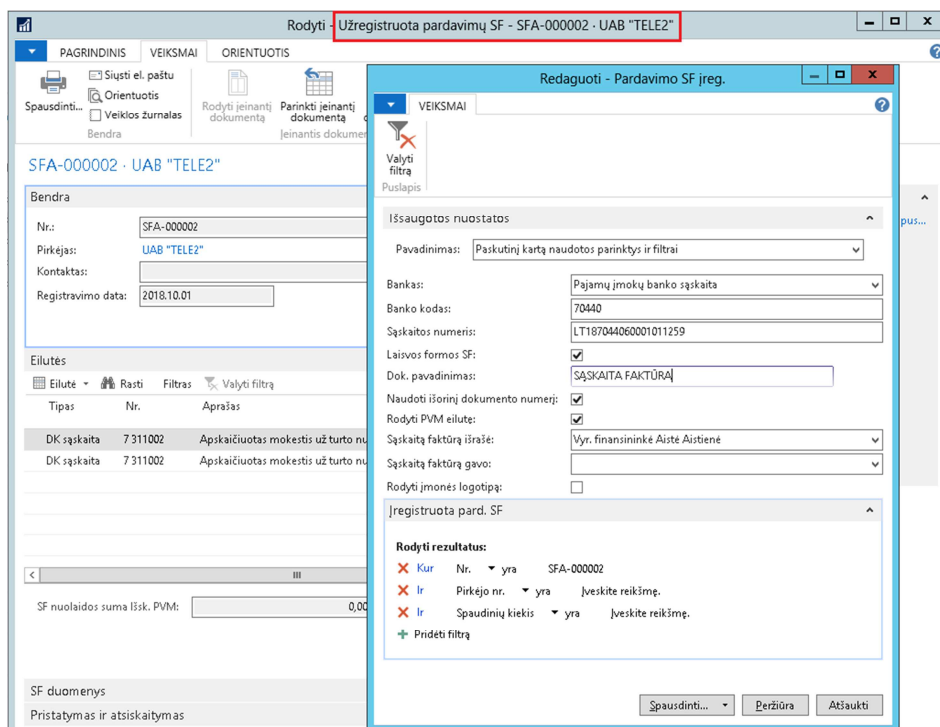 Rodyti - Užregistruota pardavimų SF - SFA-000002 · UAB "TELE2"
PAGRINDINIS VEIKSMAI ORIENTUOTIS
Spausdinti...
Siųsti el. paštu
Orientuotis
Veiklos žurnalas
Bendra
Rodyti įeinantį dokumentą
Parinkti įeinantį dokumentą
Įeinantis dokumen
SFA-000002 · UAB "TELE2"
Bendra
Nr.: SFA-000002
Pirkėjas: UAB "TELE2"
Kontaktas:
Registravimo data: 2018.10.01
Eilutės
Eilutė Rasti Filtras Valyti filtrą
Tipas Nr. Aprašas
DK sąskaita 7 311002 Apskaičiuotas mokestis už turto nu
DK sąskaita 7 311002 Apskaičiuotas mokestis už turto nu
SF nuolaidos suma Išsk. PVM: 0,00
SF duomenys
Pristatymas ir atsiskaitymas
pus...
Redaguoti - Pardavimo SF įreg.
VEIKSMAI
Valyti
filtrą
Puslapis
Išsaugotos nuostatos
Pavadinimas: Paskutinį kartą naudotos parinktys ir filtrai
Bankas: Pajamų įmokų banko sąskaita
Banko kodas: 70440
Sąskaitos numeris: LT187044060001011259
Laisvos formos SF:
Dok. pavadinimas: SĄSKAITA FAKTŪRA
Naudoti išorinį dokumento numerį:
Rodyti PVM eilutę:
Sąskaitą faktūrą išrašė: Vyr. finansininkė Aistė Aistienė
Sąskaitą faktūrą gavo:
Rodyti įmonės logotipą:
Įregistruota pard. SF
Rodyti rezultatus:
Kur Nr. yra SFA-000002
Ir Pirkėjo nr. yra Įveskite reikšmę.
Ir Spaudinių kiekis yra Įveskite reikšmę.
Pridėti filtrą
Spausdinti... Peržiūra Atšaukti